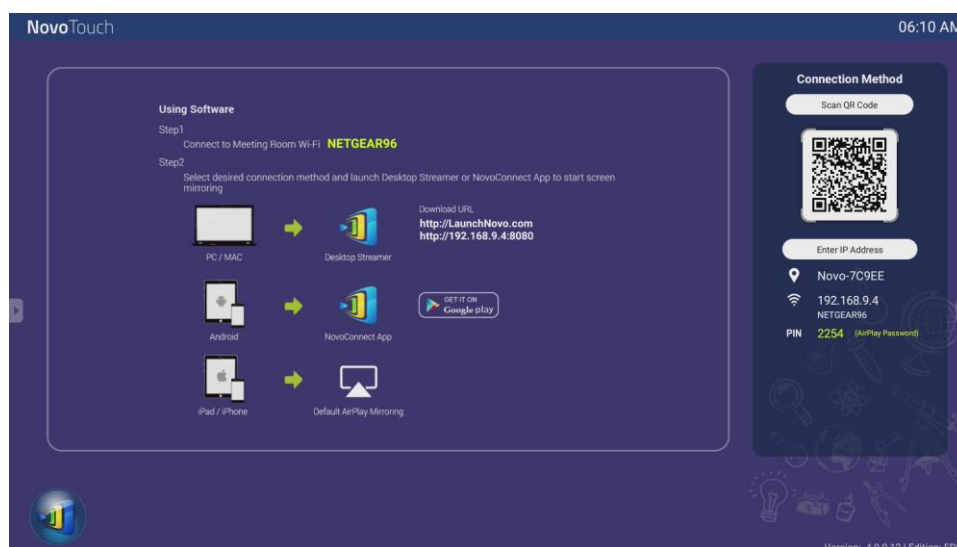 NovoTouch
06:10 AM
Using Software
Step1
Connect to Meeting Room Wi-Fi NETGEAR96
Step2
Select desired connection method and launch Desktop Streamer or NovoConnect App to start screen
mirroring
Download URL
http://LaunchNovo.com
http://192.168.9.4:8080
PC / MAC
Desktop Streamer
GET IT ON
Google play
Android
NovoConnect App
iPad / iPhone
Default AirPlay Mirroring
Connection Method
Scan QR Code
Enter IP Address
Novo-7C9EE
192.168.9.4
NETGEAR96
PIN 2254 (AirPlay Password)